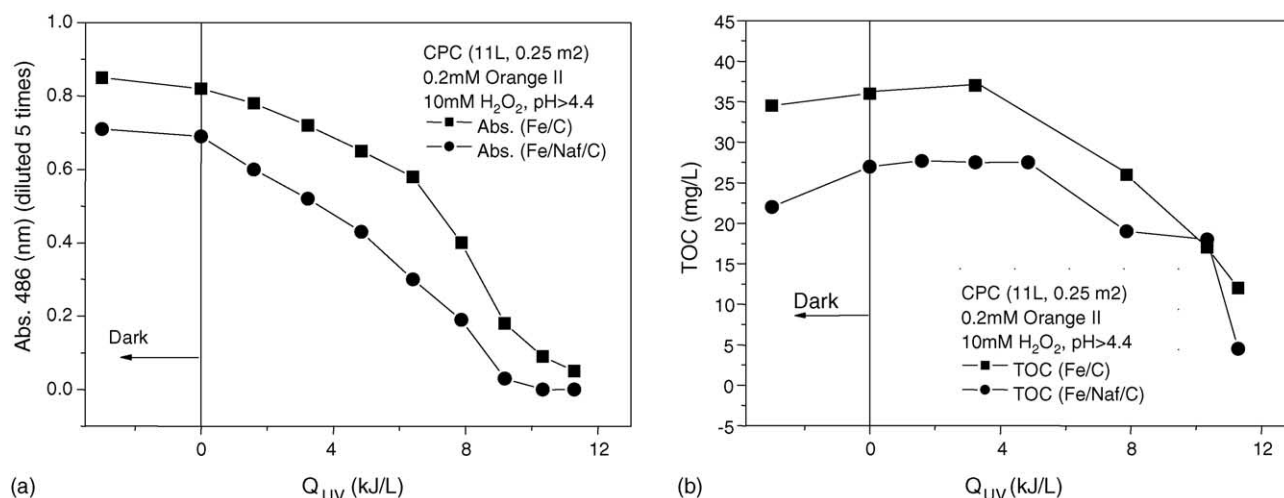 1.0
0.8
0.6
0.4
0.2
0.0
Abs. 486 (nm) (diluted 5 times)
CPC (11L, 0.25 m2)
0.2mM Orange II
10mM H₂O₂, pH>4.4
Abs. (Fe/C)
Abs. (Fe/Naf/C)
Dark
0 4 8 12
Q_UV (kJ/L)
(a)
45
40
35
30
25
20
15
10
5
0
-5
TOC (mg/L)
Dark
CPC (11L, 0.25 m2)
0.2mM Orange II
10mM H₂O₂, pH>4.4
TOC (Fe/C)
TOC (Fe/Naf/C)
0 4 8 12
Q_UV (kJ/L)
(b)